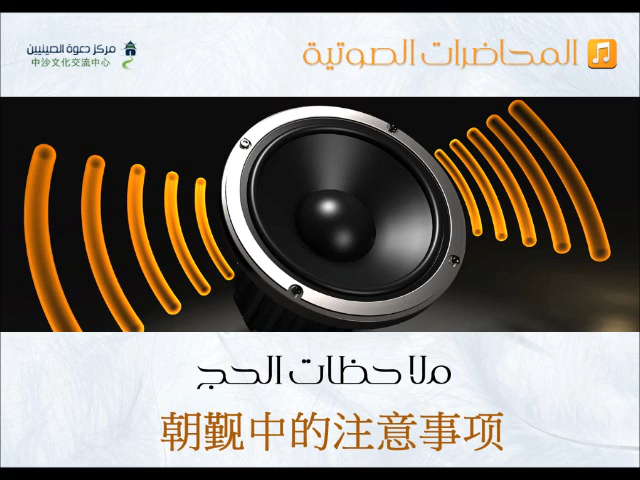 مركز دعوة الصينيين
中沙文化交流中心
المحاضرات الصوتية
ملاحظات الحج
朝觐中的注意事项